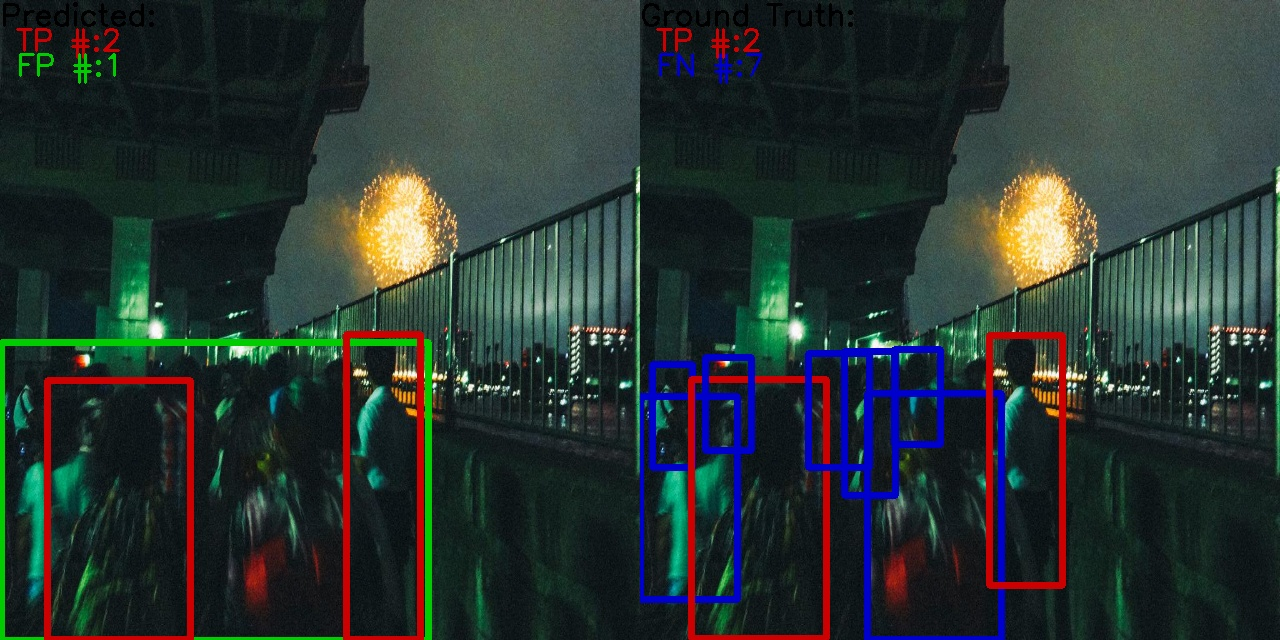 Predicted:
TP #:2
FP #:1
Ground Truth:
TP #:2
FN #:7